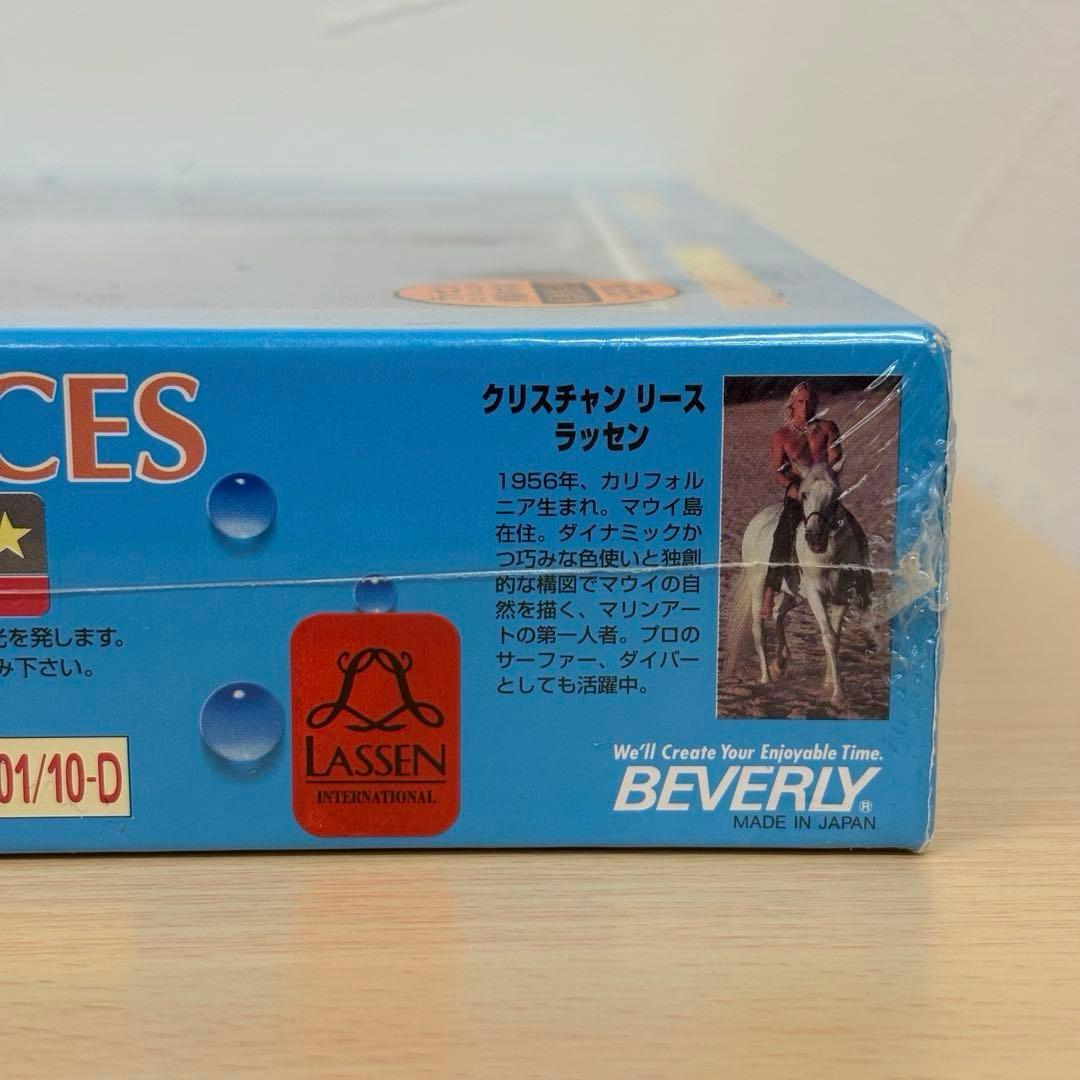 CES
光を発します。
み下さい。
01/10-D
LASSEN
INTERNATIONAL
クリスチャン リース
ラッセン
1956年、カリフォル
ニア生まれ。マウイ島
在住。ダイナミックか
つ巧みな色使いと独創
的な構図でマウイの自
然を描く、マリンアー
トの第一人者。プロの
サーファー、ダイバー
としても活躍中。
We'll Create Your Enjoyable Time.
BEVERLY®
MADE IN JAPAN